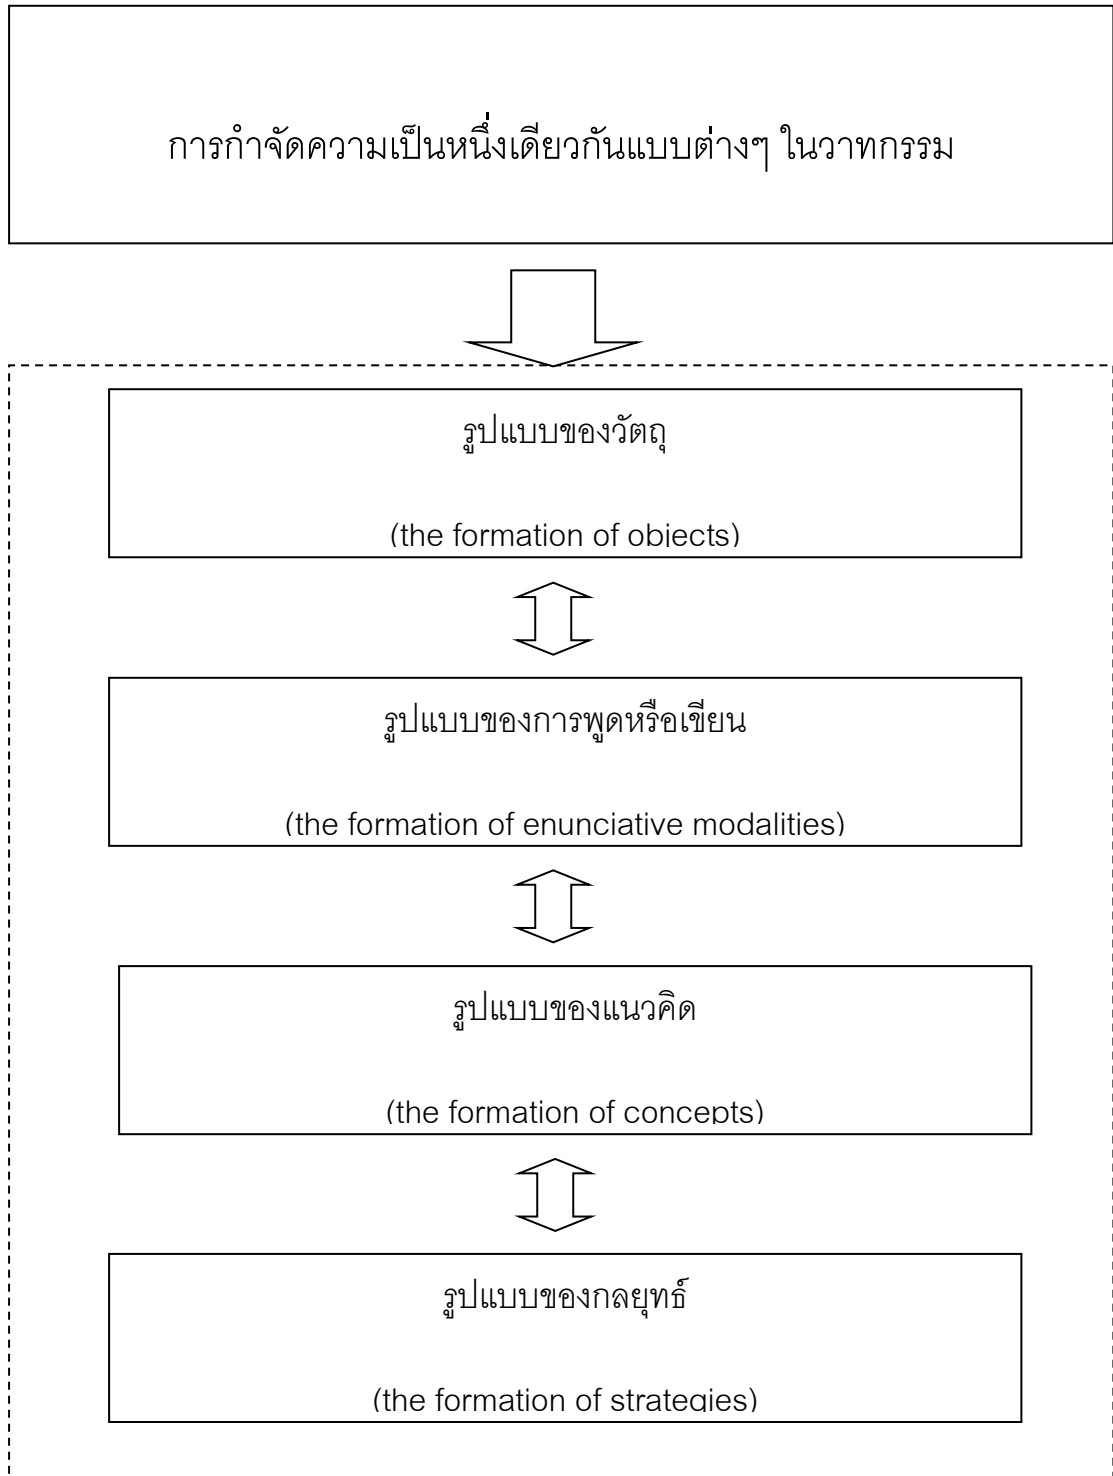 การกำจัดความเป็นหนึ่งเดียวกันแบบต่างๆ ในวาทกรรม
รูปแบบของวัตถุ
(the formation of objects)
รูปแบบของการพูดหรือเขียน
(the formation of enunciative modalities)
รูปแบบของแนวคิด
(the formation of concepts)
รูปแบบของกลยุทธ์
(the formation of strategies)